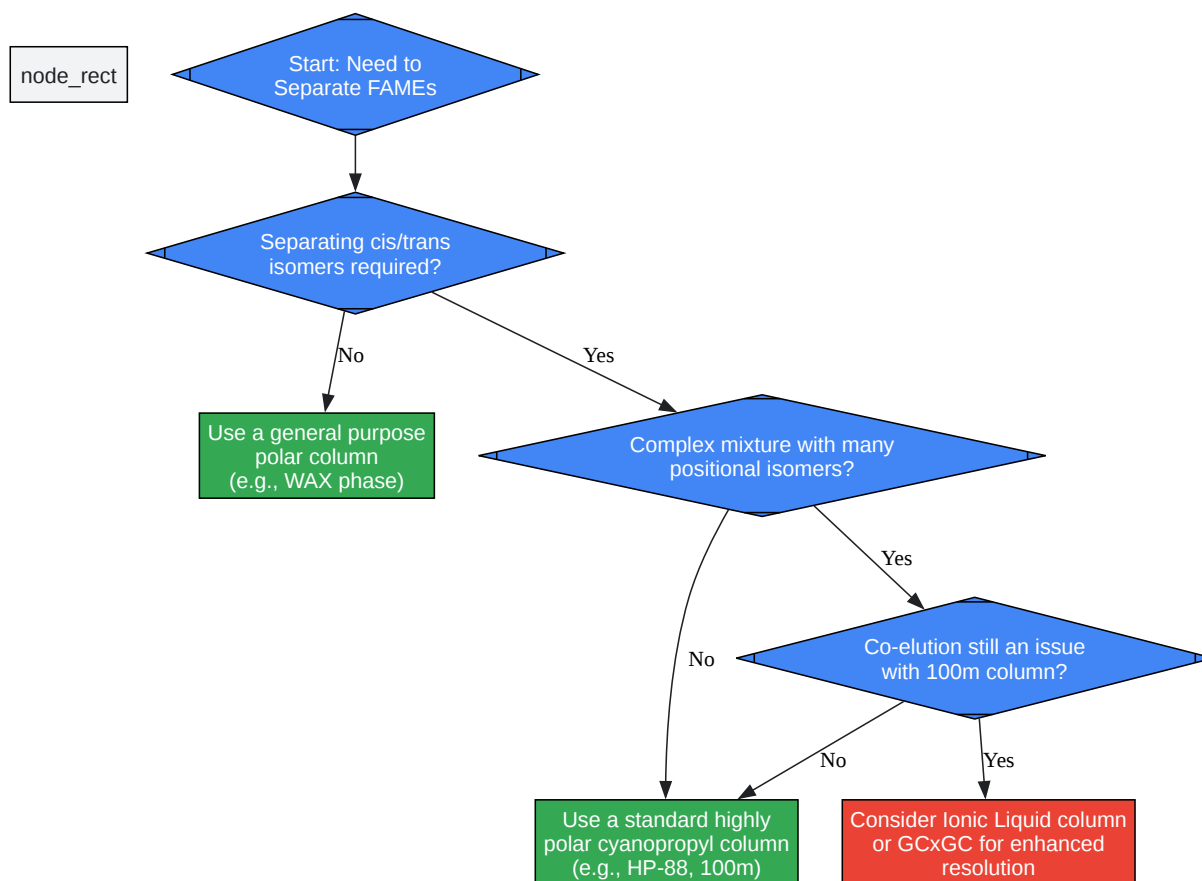 node_rect
Start: Need to
Separate FAMEs
Separating cis/trans
isomers required?
No
Yes
Use a general purpose
polar column
(e.g., WAX phase)
Complex mixture with many
positional isomers?
No
Yes
Co-elution still an issue
with 100m column?
No
Yes
Use a standard highly
polar cyanopropyl column
(e.g., HP-88, 100m)
Consider Ionic Liquid column
or GCxGC for enhanced
resolution